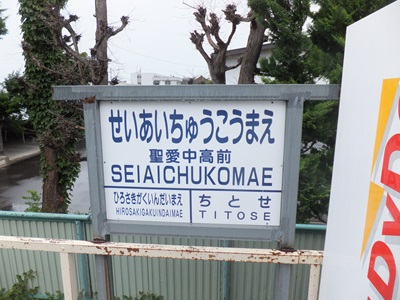 せいあいちゅうこうまえ
聖愛中高前
SEIAICHUKOMAE
ひろさきがくいんだいまえ
HIROSAKIGAKUINDAIMAE
ちとせ
TITOSE
DYDO